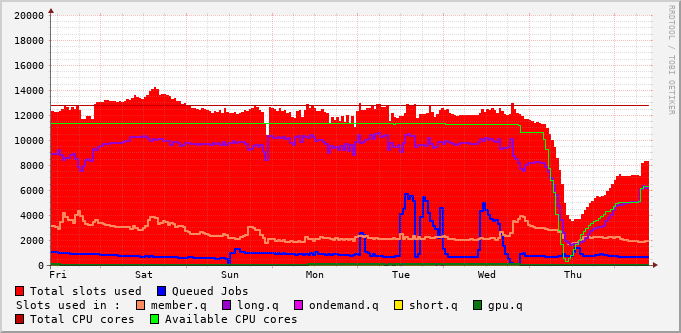 RRDTOOL / TOBI OETIKER
20000
18000
16000
14000
12000
10000
8000
6000
4000
2000
0
Fri Sat Sun Mon Tue Wed Thu
Total slots used Queued Jobs
Slots used in : member.q long.q ondemand.q short.q gpu.q
Total CPU cores Available CPU cores